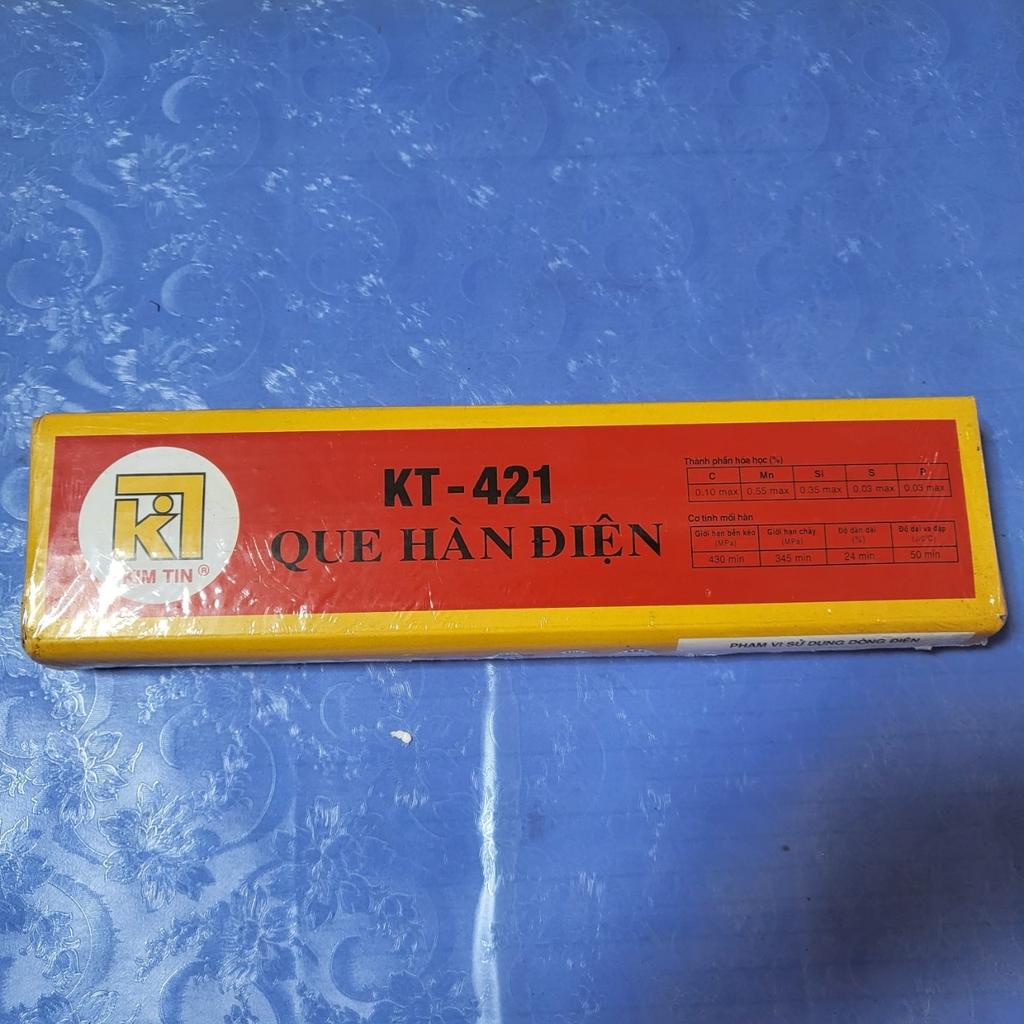 KT
KIM TIN ®
KT-421
QUE HÀN ĐIỆN
Thành phần hóa học (%)
C Mn Si S P
0.10 max 0.55 max 0.35 max 0.03 max 0.03 max
Cơ tính mối hàn
Giới hạn bền kéo Giới hạn chảy Độ dãn dài Độ dai va đập
(MPa) (MPa) (%) (J/0°C)
430 min 345 min 24 min 50 min
PHẠM VI SỬ DỤNG DÒNG ĐIỆN